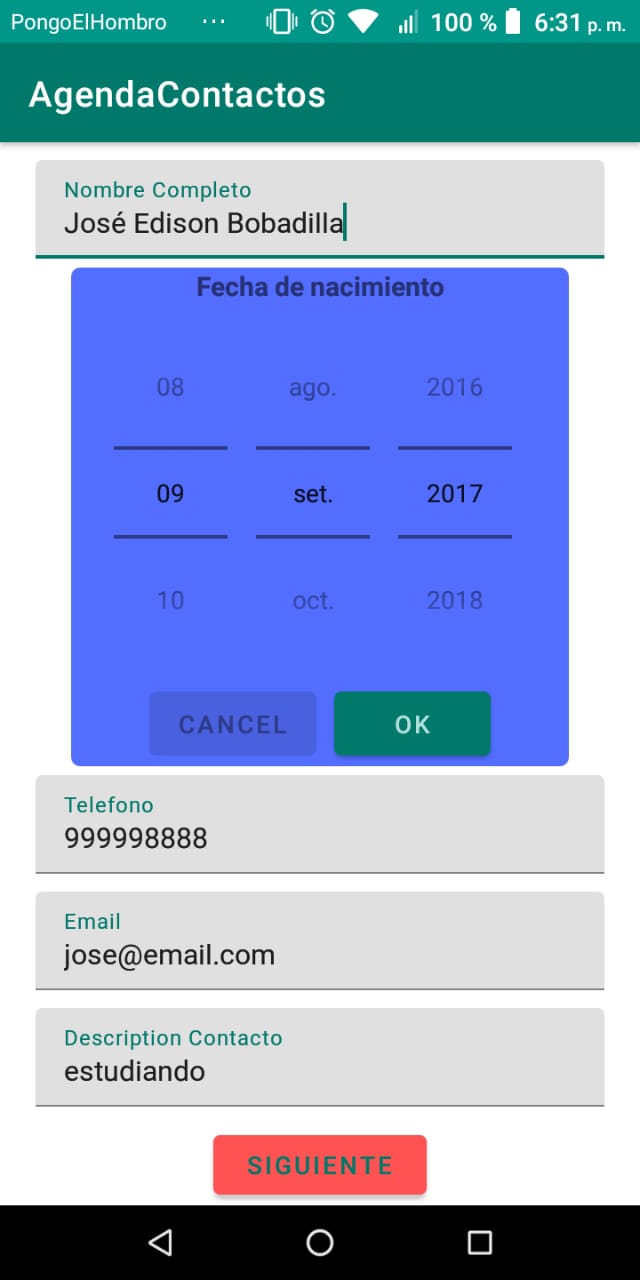 PongoElHombro ... 100 % 6:31 p. m.
AgendaContactos
Nombre Completo
José Edison Bobadilla
Fecha de nacimiento
08 ago. 2016
09 set. 2017
10 oct. 2018
CANCEL OK
Telefono
999998888
Email
jose@email.com
Description Contacto
estudiando
SIGUIENTE